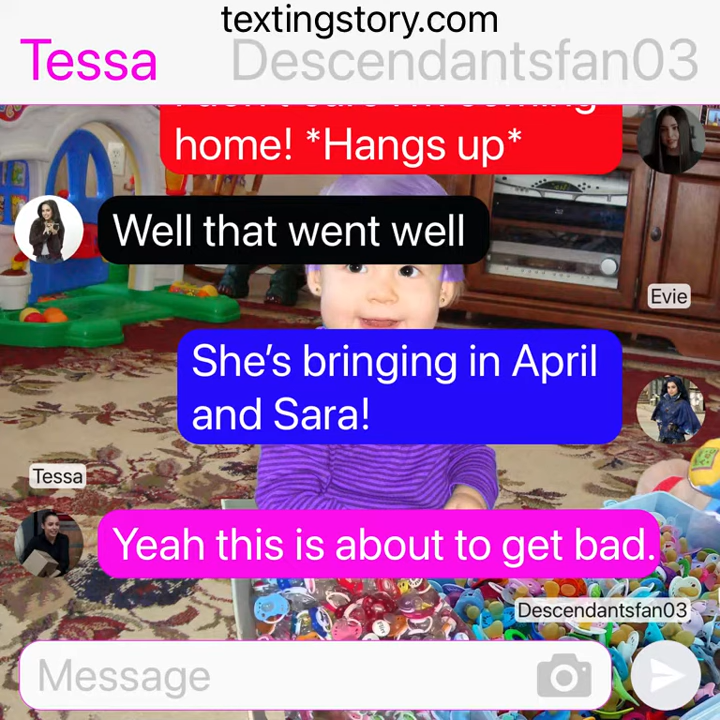 textingstory.com
Tessa
Descendantsfan03
home! *Hangs up*
Well that went well
Evie
She's bringing in April
and Sara!
Tessa
Yeah this is about to get bad.
Descendantsfan03
Message